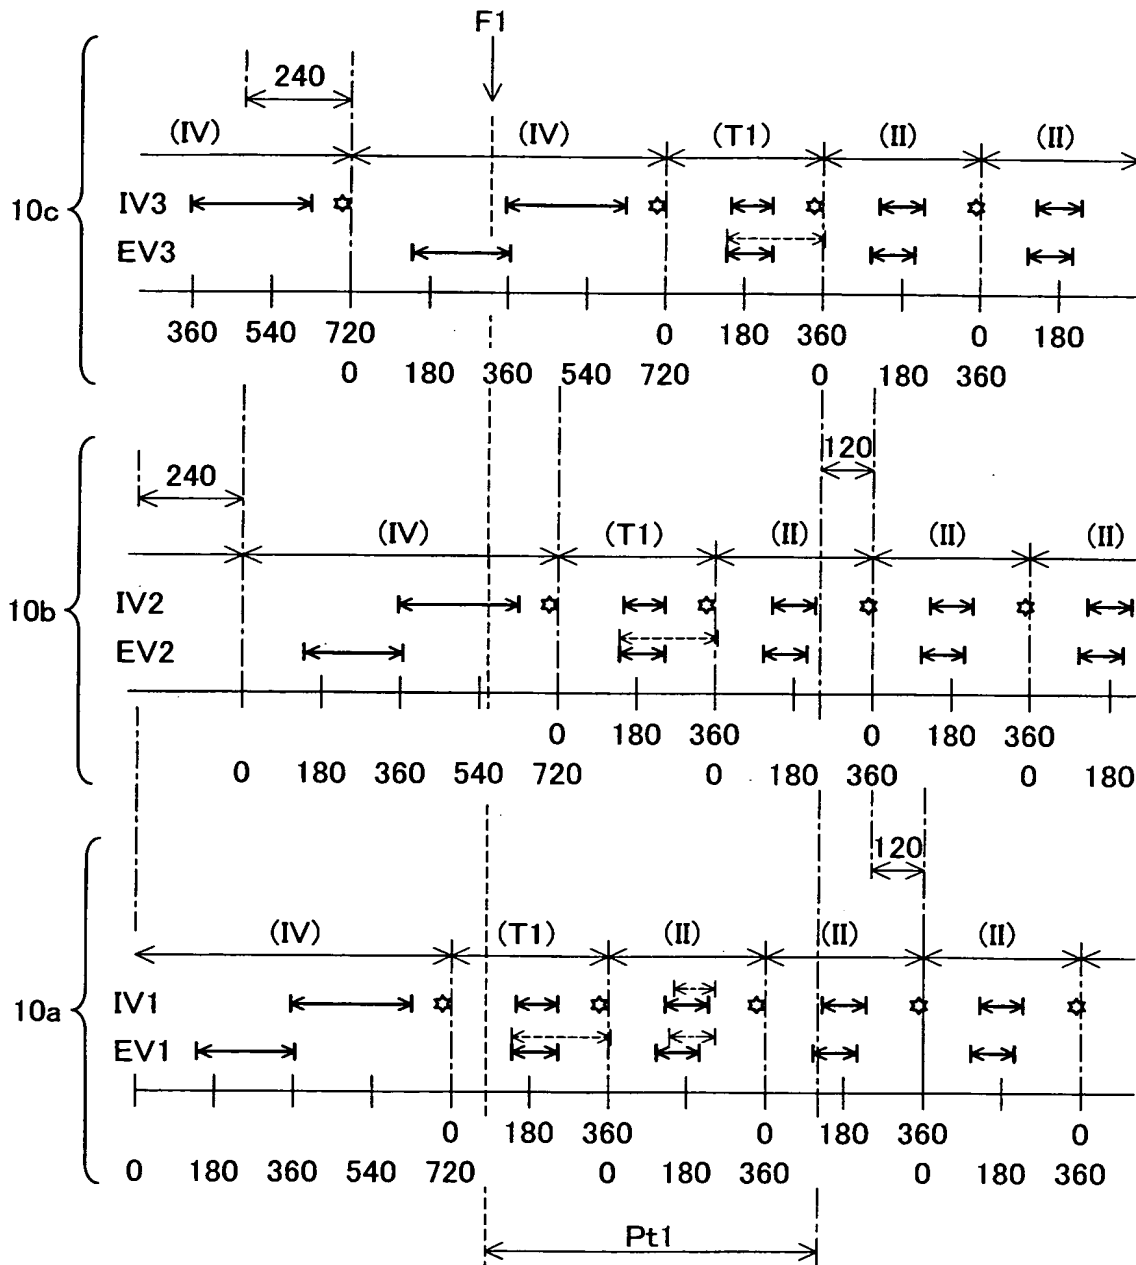 F1
240
(IV) (IV) (T1) (II) (II)
10c
IV3
EV3
360 540 720 0 180 360 0
0 180 360 540 720 0 180 360 180
120
240
(IV) (T1) (II) (II) (II)
10b
IV2
EV2
0 180 360 0 180 360
0 180 360 540 720 0 180 360 0 180
120
(IV) (T1) (II) (II) (II)
10a
IV1
EV1
0 180 360 0 180 360 0
0 180 360 540 720 0 180 360 0 180 360
Pt1